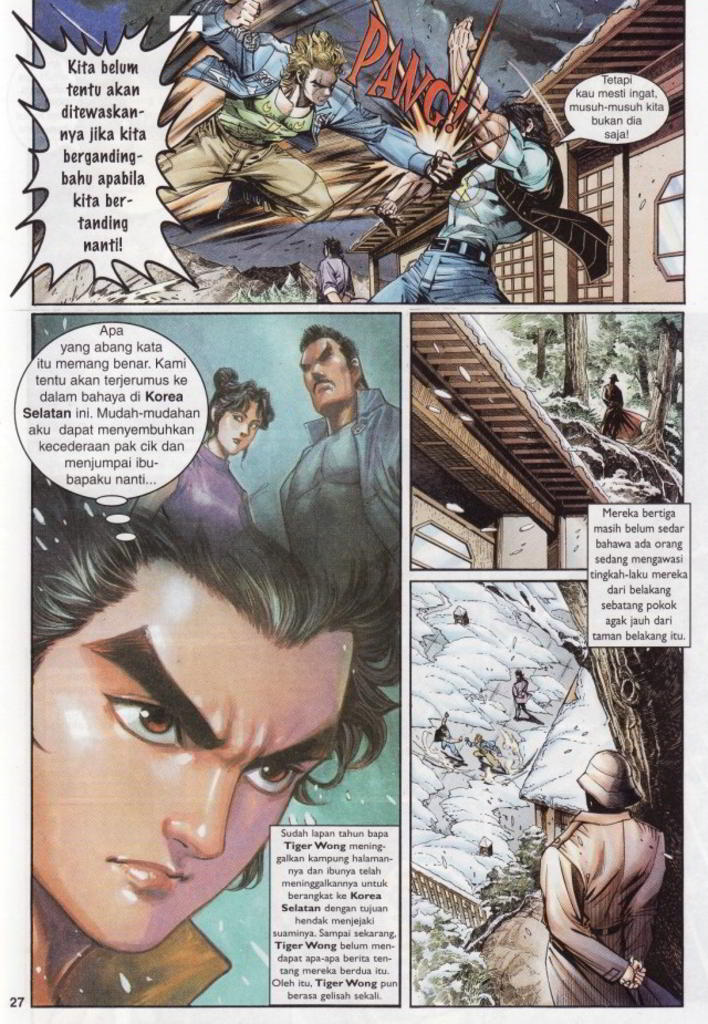 Kita belum
tentu akan
ditewaskan-
nya jika kita
berganding-
bahu apabila
kita ber-
tanding
nanti!
PANG!
Tetapi
kau mesti ingat,
musuh-musuh kita
bukan dia
saja!
Apa
yang abang kata
itu memang benar. Kami
tentu akan terjerumus ke
dalam bahaya di Korea
Selatan ini. Mudah-mudahan
aku dapat menyembuhkan
kecederaan pak cik dan
menjumpai ibu-
bapaku nanti...
Sudah lapan tahun bapa
Tiger Wong mening-
galkan kampung halaman-
nya dan ibunya telah
meninggalkannya untuk
berangkat ke Korea
Selatan dengan tujuan
hendak menjejaki
suaminya. Sampai sekarang,
Tiger Wong belum men-
dapat apa-apa berita ten-
tang mereka berdua itu.
Oleh itu, Tiger Wong pun
berasa gelisah sekali.
Mereka bertiga
masih belum sedar
bahawa ada orang
sedang mengawasi
tingkah-laku mereka
dari belakang
sebatang pokok
agak jauh dari
taman belakang itu.
27